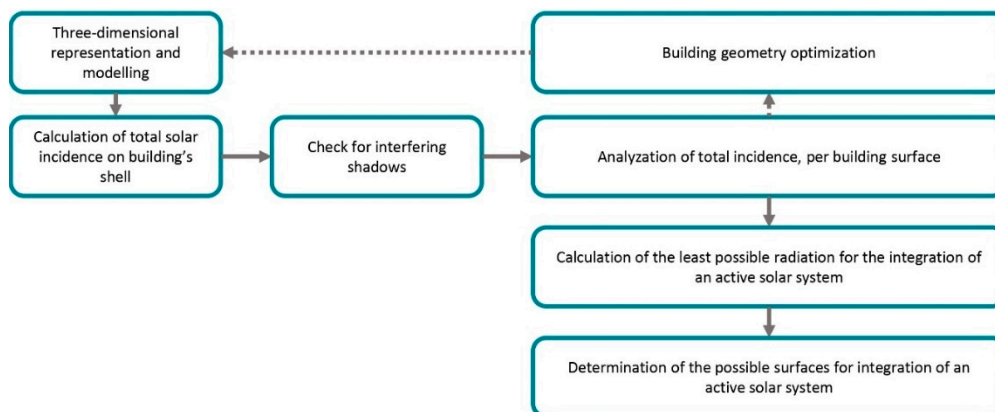 Three-dimensional
representation and
modelling
Building geometry optimization
Calculation of total solar
incidence on building's
shell
Check for interfering
shadows
Analyzation of total incidence, per building surface
Calculation of the least possible radiation for the integration of
an active solar system
Determination of the possible surfaces for integration of an
active solar system